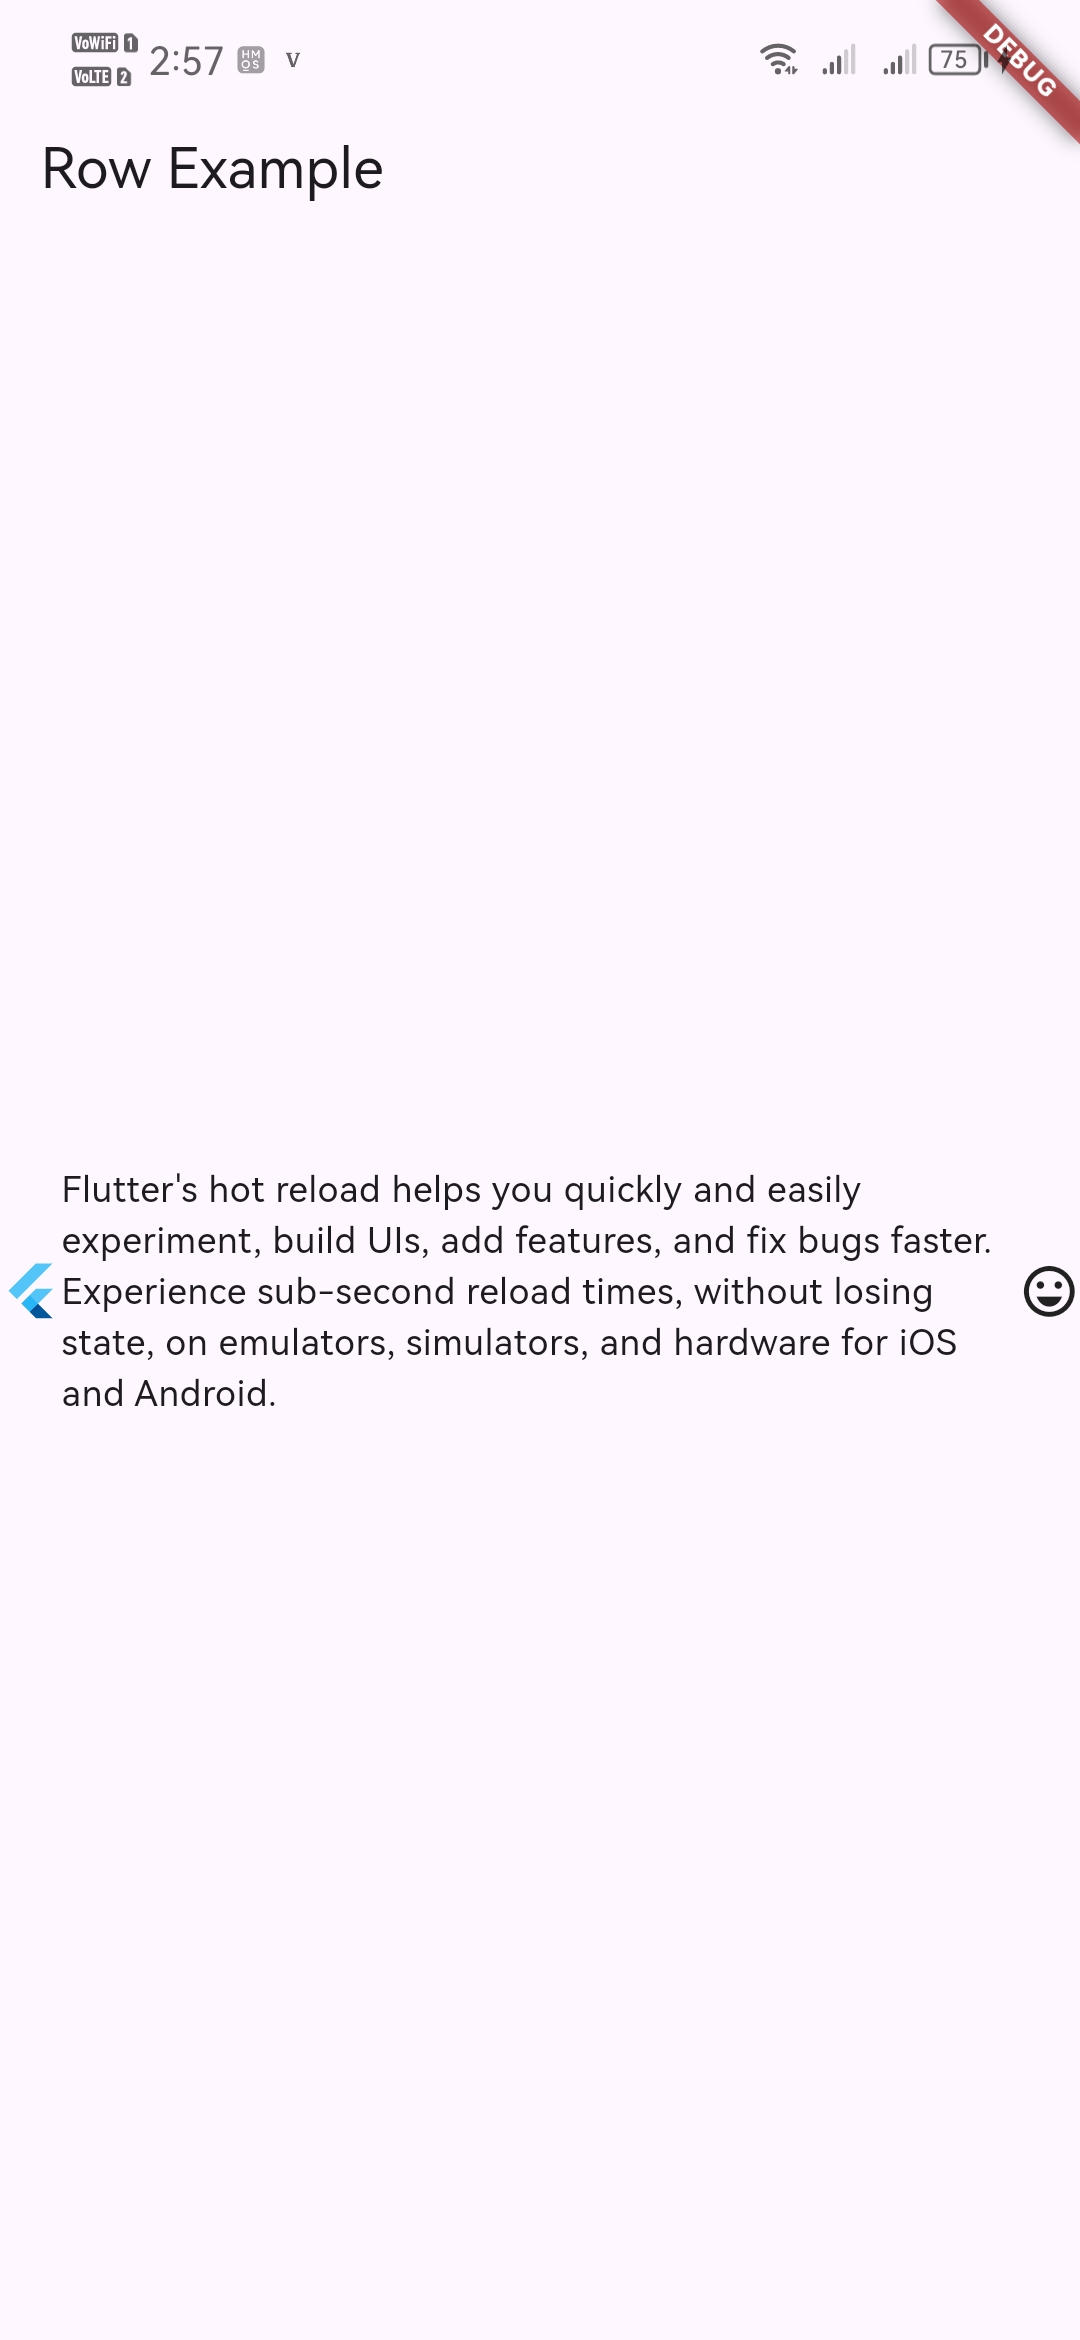 VoWiFi 1
VoLTE 2
2:57
HM
OS
V
75
DEBUG
Row Example
Flutter's hot reload helps you quickly and easily
experiment, build UIs, add features, and fix bugs faster.
Experience sub-second reload times, without losing
state, on emulators, simulators, and hardware for iOS
and Android.